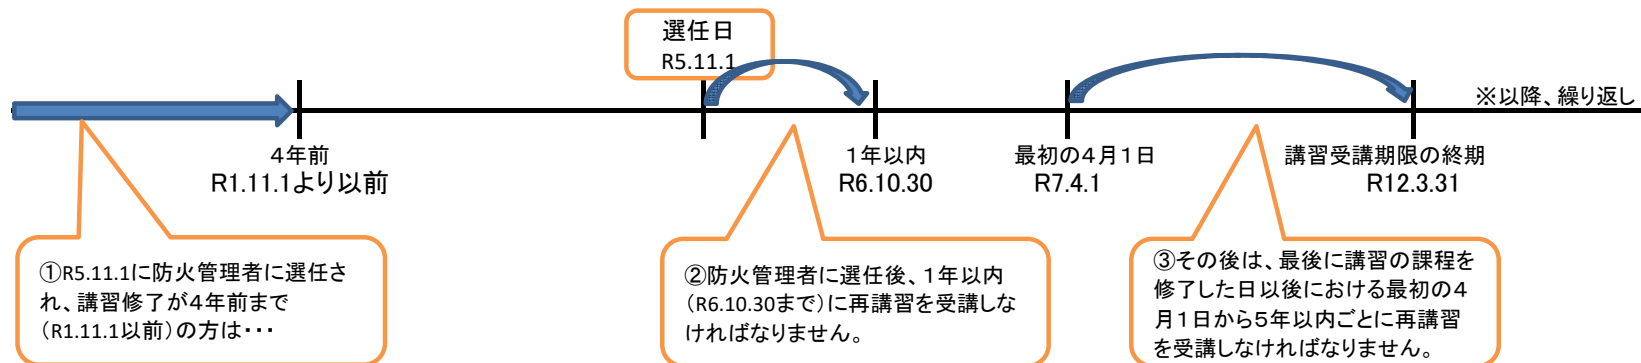 選任日
R5.11.1
※以降、繰り返し
4年前
R1.11.1より以前
1年以内
R6.10.30
最初の4月1日
R7.4.1
講習受講期限の終期
R12.3.31
①R5.11.1に防火管理者に選任さ
れ、講習修了が4年前まで
（R1.11.1以前）の方は・・・
②防火管理者に選任後、1年以内
（R6.10.30まで）に再講習を受講しな
ければなりません。
③その後は、最後に講習の課程を
修了した日以後における最初の4
月1日から5年以内ごとに再講習
を受講しなければなりません。